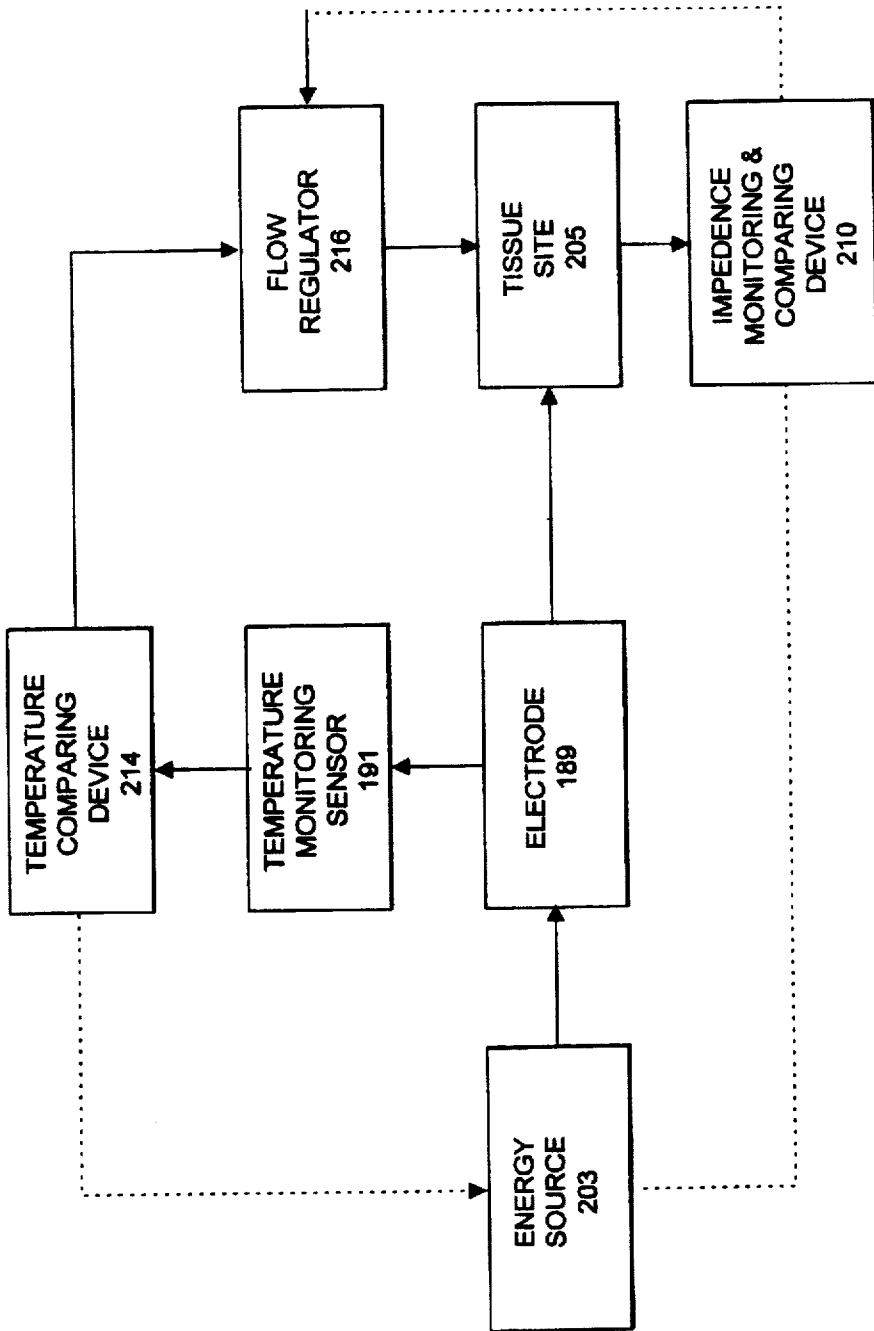 TEMPERATURE
COMPARING
DEVICE
214
TEMPERATURE
MONITORING
SENSOR
191
FLOW
REGULATOR
216
ENERGY
SOURCE
203
ELECTRODE
189
TISSUE
SITE
205
IMPEDENCE
MONITORING &
COMPARING
DEVICE
210